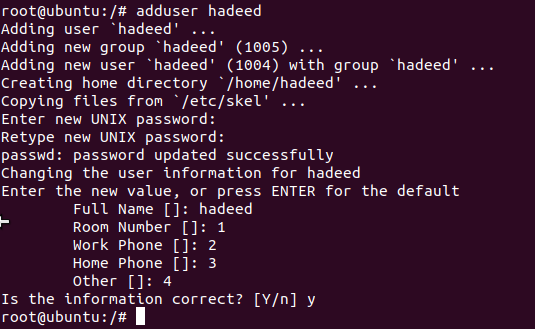 root@ubuntu:/# adduser hadeed
Adding user `hadeed' ...
Adding new group `hadeed' (1005) ...
Adding new user `hadeed' (1004) with group `hadeed' ...
Creating home directory `/home/hadeed' ...
Copying files from `/etc/skel' ...
Enter new UNIX password:
Retype new UNIX password:
passwd: password updated successfully
Changing the user information for hadeed
Enter the new value, or press ENTER for the default
Full Name []: hadeed
Room Number []: 1
Work Phone []: 2
Home Phone []: 3
Other []: 4
Is the information correct? [Y/n] y
root@ubuntu:/#